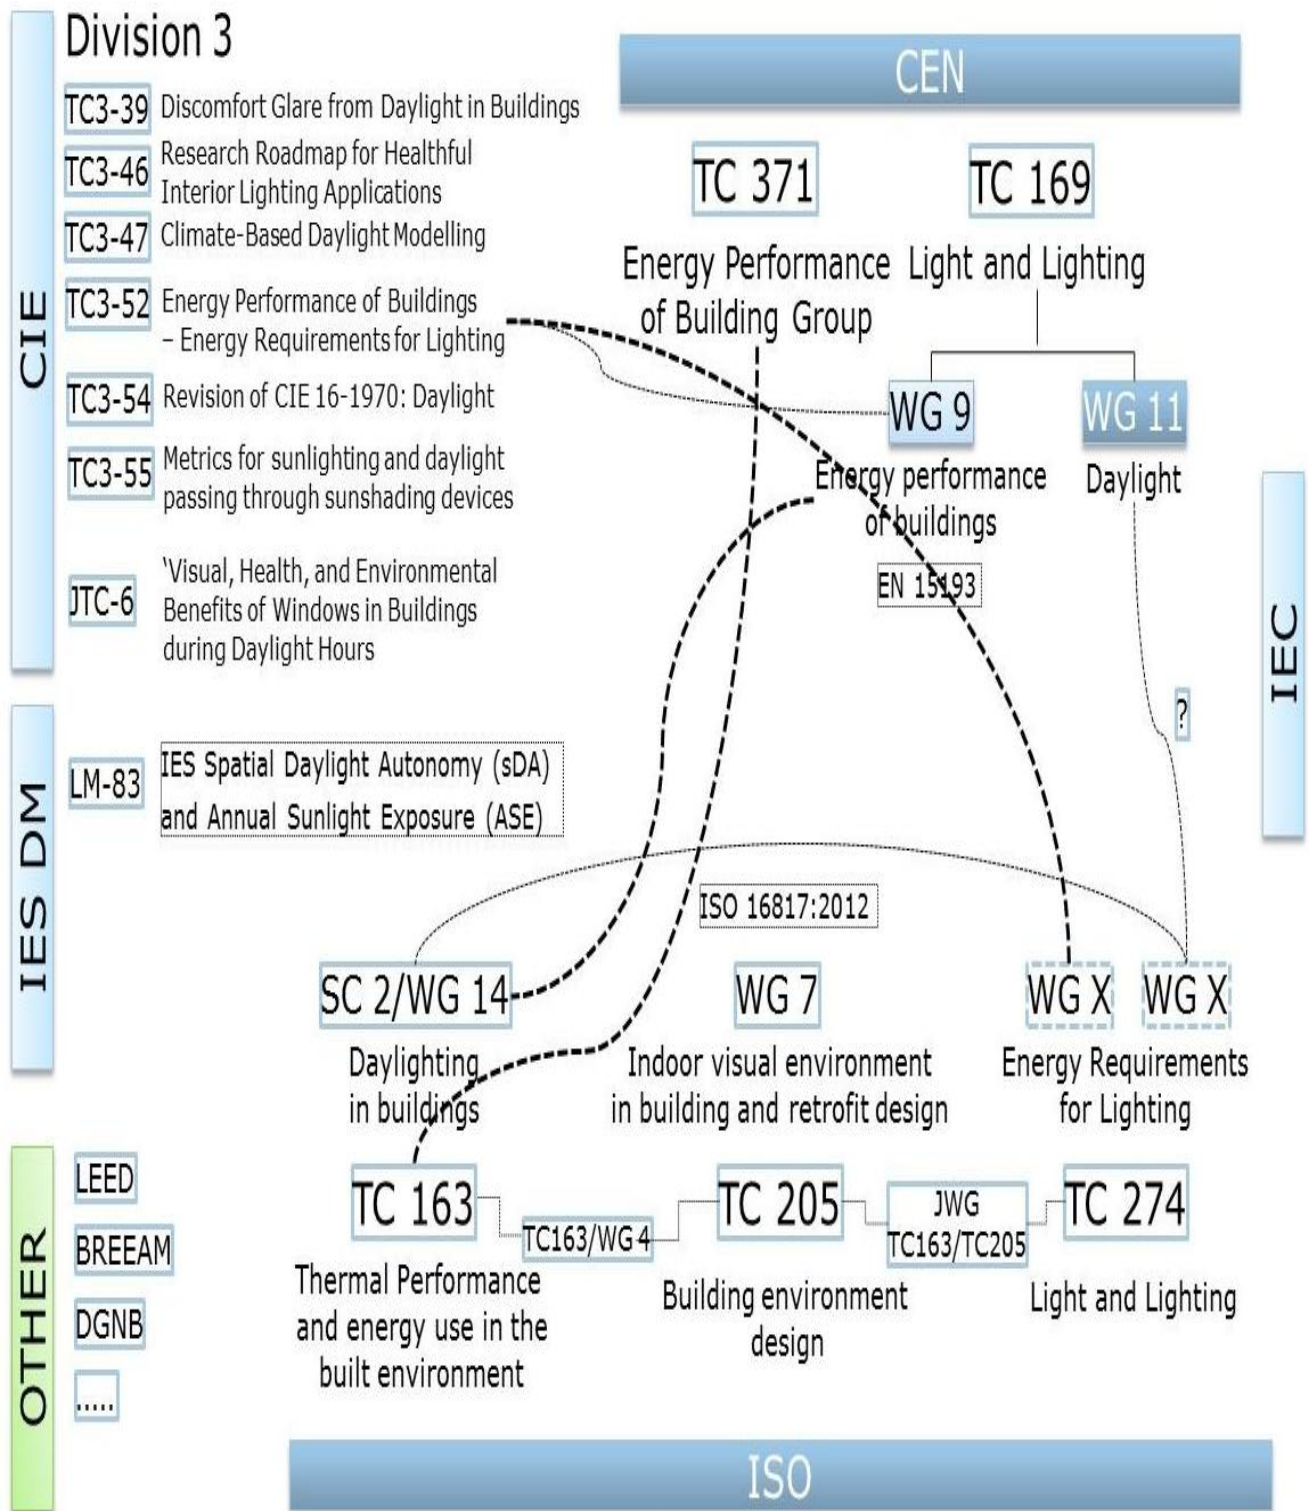 CIE
Division 3
TC3-39 Discomfort Glare from Daylight in Buildings
TC3-46 Research Roadmap for Healthful
Interior Lighting Applications
TC3-47 Climate-Based Daylight Modelling
TC3-52 Energy Performance of Buildings
– Energy Requirements for Lighting
TC3-54 Revision of CIE 16-1970: Daylight
TC3-55 Metrics for sunlighting and daylight
passing through sunshading devices
JTC-6 'Visual, Health, and Environmental
Benefits of Windows in Buildings
during Daylight Hours
CEN
TC 371
Energy Performance
of Building Group
TC 169
Light and Lighting
WG 9
Energy performance
of buildings
EN 15193
WG 11
Daylight
?
IEC
IES DM
LM-83
IES Spatial Daylight Autonomy (sDA)
and Annual Sunlight Exposure (ASE)
ISO 16817:2012
SC 2/WG 14
Daylighting
in buildings
WG 7
Indoor visual environment
in building and retrofit design
WG X
WG X
Energy Requirements
for Lighting
OTHER
LEED
BREEAM
DGNB
.....
TC 163
Thermal Performance
and energy use in the
built environment
TC163/WG 4
TC 205
Building environment
design
JWG
TC163/TC205
TC 274
Light and Lighting
ISO